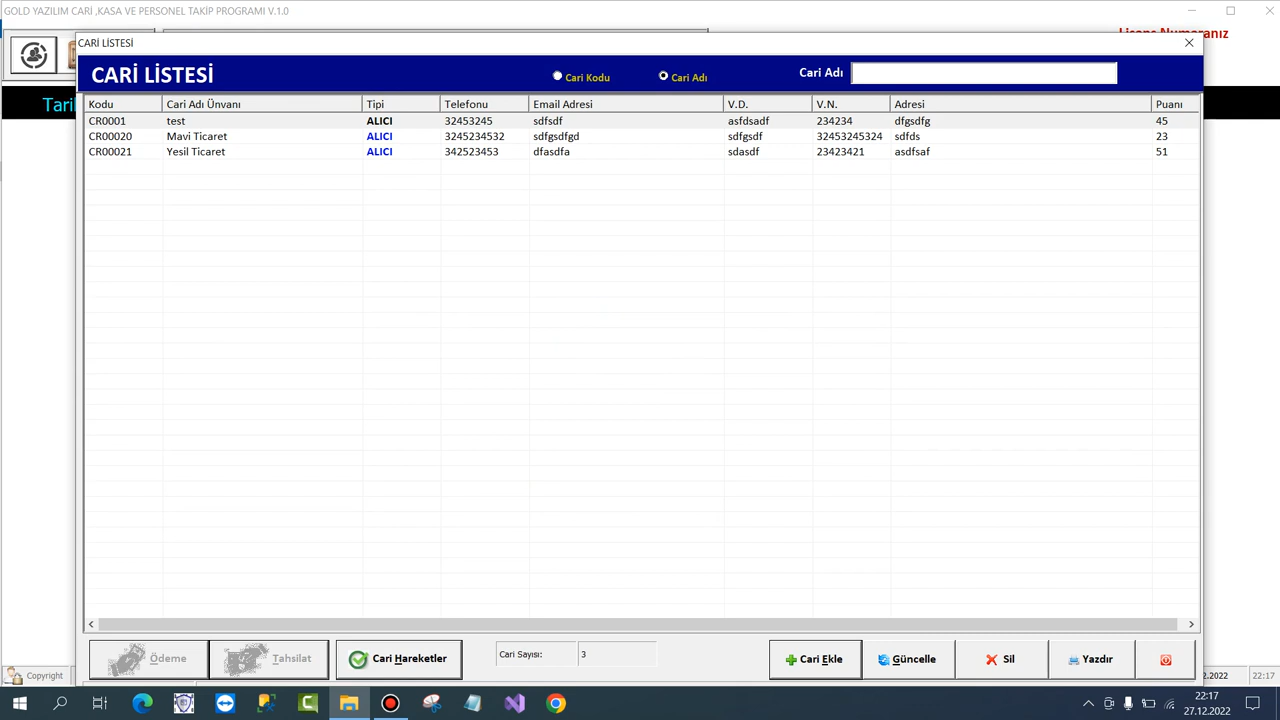 GOLD YAZILIM CARİ ,KASA VE PERSONEL TAKİP PROGRAMI V.1.0
CARİ LİSTESİ
CARİ LİSTESİ
Cari Kodu
Cari Adı
Cari Adı
Kodu Cari Adı Ünvanı Tipi Telefonu Email Adresi V.D. V.N. Adresi Puanı
CR0001 test ALICI 32453245 sdfsdf asfdsadf 234234 dfgsdfg 45
CR00020 Mavi Ticaret ALICI 3245234532 sdfgsdfgd sdfgsdf 32453245324 sdfds 23
CR00021 Yesil Ticaret ALICI 342523453 dfasdfa sdasdf 23423421 asdfsaf 51
Ödeme
Tahsilat
Cari Hareketler
Cari Sayısı: 3
Cari Ekle
Güncelle
Sil
Yazdır
Copyright
2.2022
22:17
22:17
27.12.2022